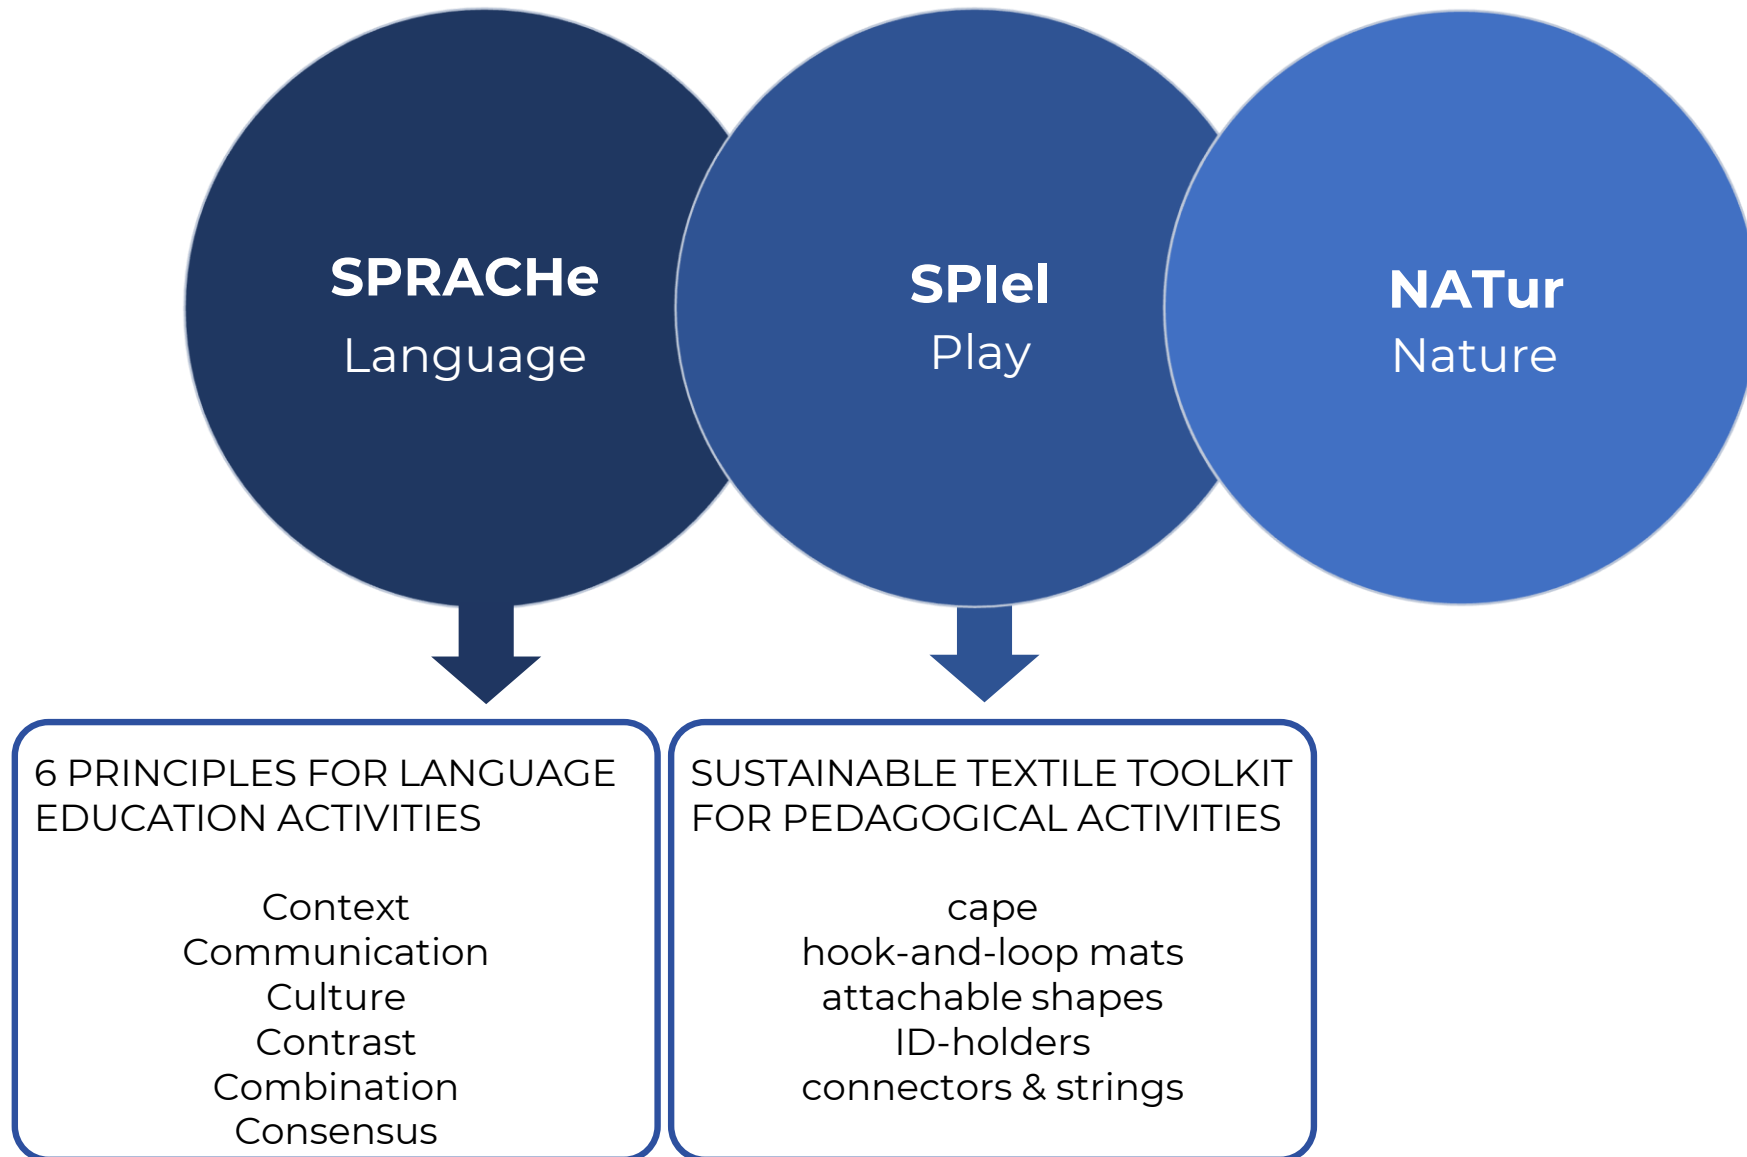 SPRACHe
Language
SPIel
Play
NATur
Nature
6 PRINCIPLES FOR LANGUAGE
EDUCATION ACTIVITIES
Context
Communication
Culture
Contrast
Combination
Consensus
SUSTAINABLE TEXTILE TOOLKIT
FOR PEDAGOGICAL ACTIVITIES
cape
hook-and-loop mats
attachable shapes
ID-holders
connectors & strings